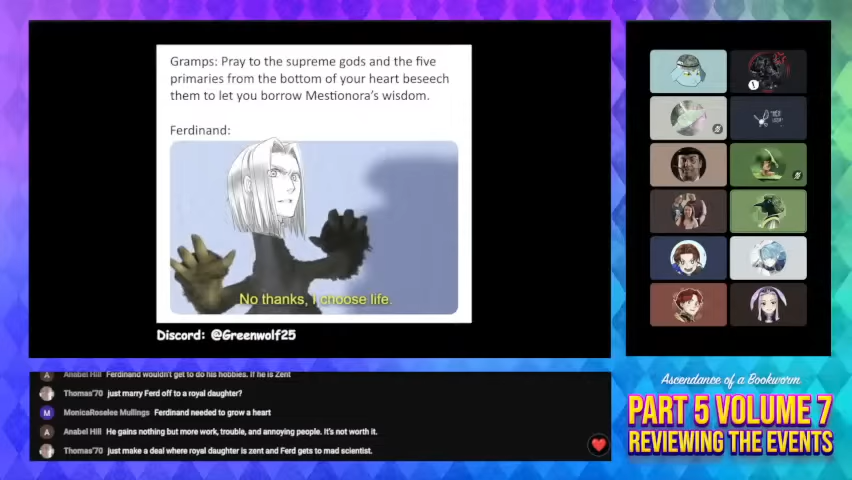 Gramps: Pray to the supreme gods and the five
primaries from the bottom of your heart beseech
them to let you borrow Mestionora's wisdom.
Ferdinand:
No thanks, I choose life.
Discord: @Greenwolf25
Anabel Hill Ferdinand wouldn't get to do his hobbies. If he is Zent
Thomas'70 just marry Ferd off to a royal daughter?
MonicaRoselee Mullings Ferdinand needed to grow a heart
Anabel Hill He gains nothing but more work, trouble, and annoying people. It's not worth it.
Thomas'70 just make a deal where royal daughter is zent and Ferd gets to mad scientist.
Ascendance of a Bookworm
PART 5 VOLUME 7
REVIEWING THE EVENTS